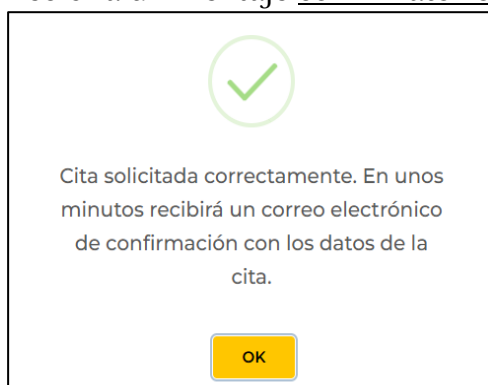 Cita solicitada correctamente. En unos
minutos recibirá un correo electrónico
de confirmación con los datos de la
cita.
OK